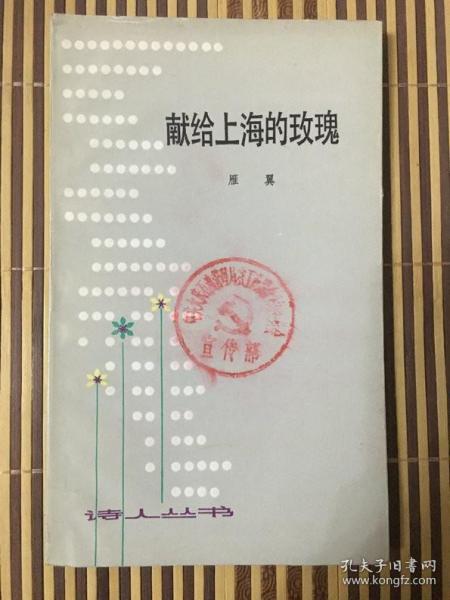 献给上海的玫瑰
雁 翼
宣传部
诗人丛书
孔夫子旧书网
www.kongfz.com